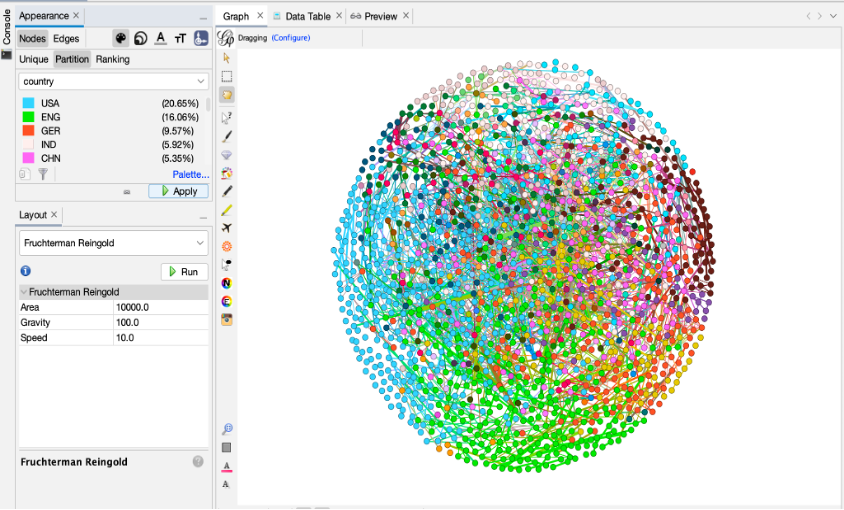 Console
Appearance
Nodes Edges A TT
Unique Partition Ranking
country
USA (20.65%)
ENG (16.06%)
GER (9.57%)
IND (5.92%)
CHN (5.35%)
Palette...
Apply
Layout
Fruchterman Reingold
i Run
Fruchterman Reingold
Area 10000.0
Gravity 100.0
Speed 10.0
Fruchterman Reingold ?
Graph Data Table Preview
Dragging (Configure)
?
N
E
A
A